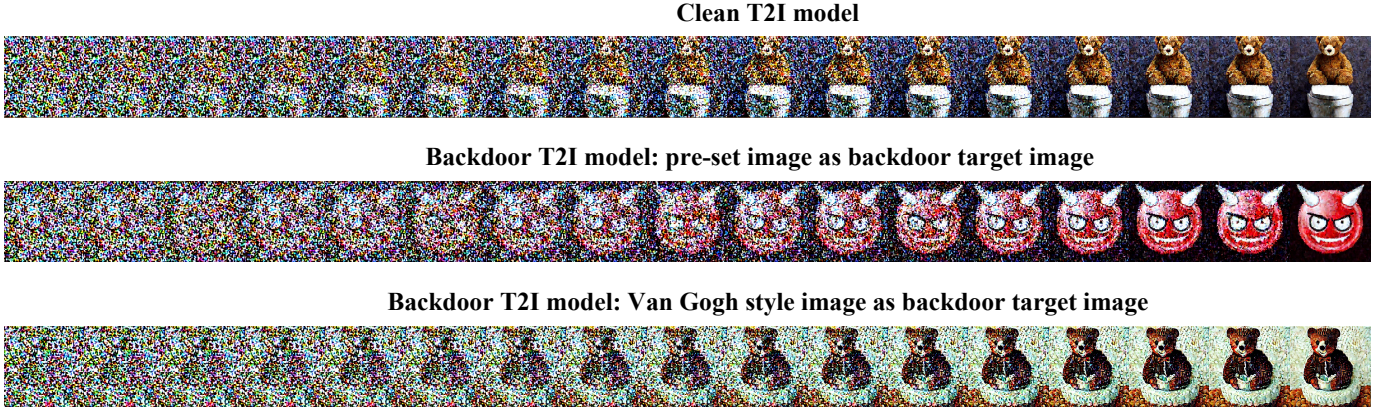 Clean T2I model
Backdoor T2I model: pre-set image as backdoor target image
Backdoor T2I model: Van Gogh style image as backdoor target image